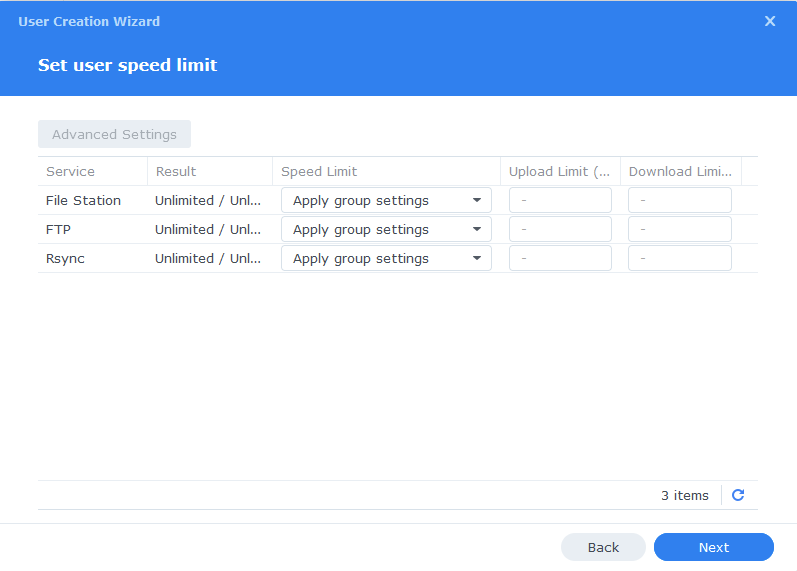 User Creation Wizard
Set user speed limit
Advanced Settings
Service Result Speed Limit Upload Limit (... Download Limi...
File Station Unlimited / Unl... Apply group settings - -
FTP Unlimited / Unl... Apply group settings - -
Rsync Unlimited / Unl... Apply group settings - -
3 items
Back Next